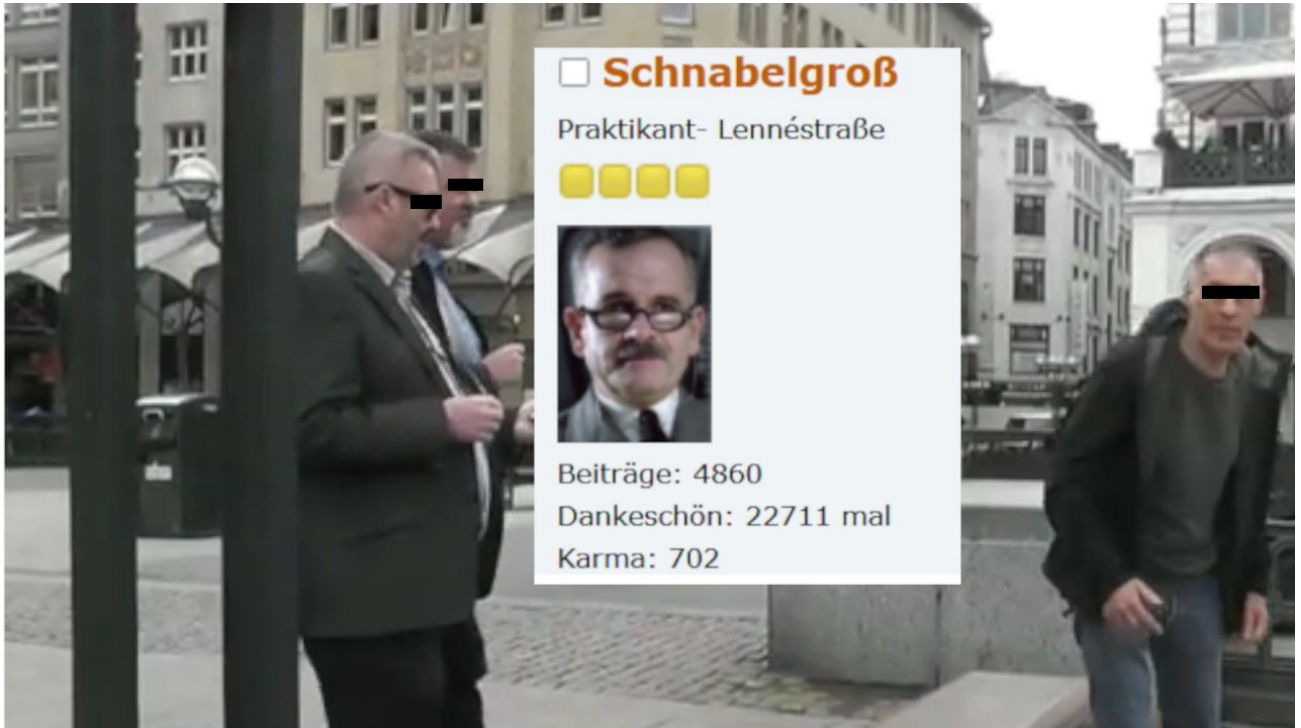 Schnabelgroß
Praktikant- Lennéstraße
Beiträge: 4860
Dankeschön: 22711 mal
Karma: 702